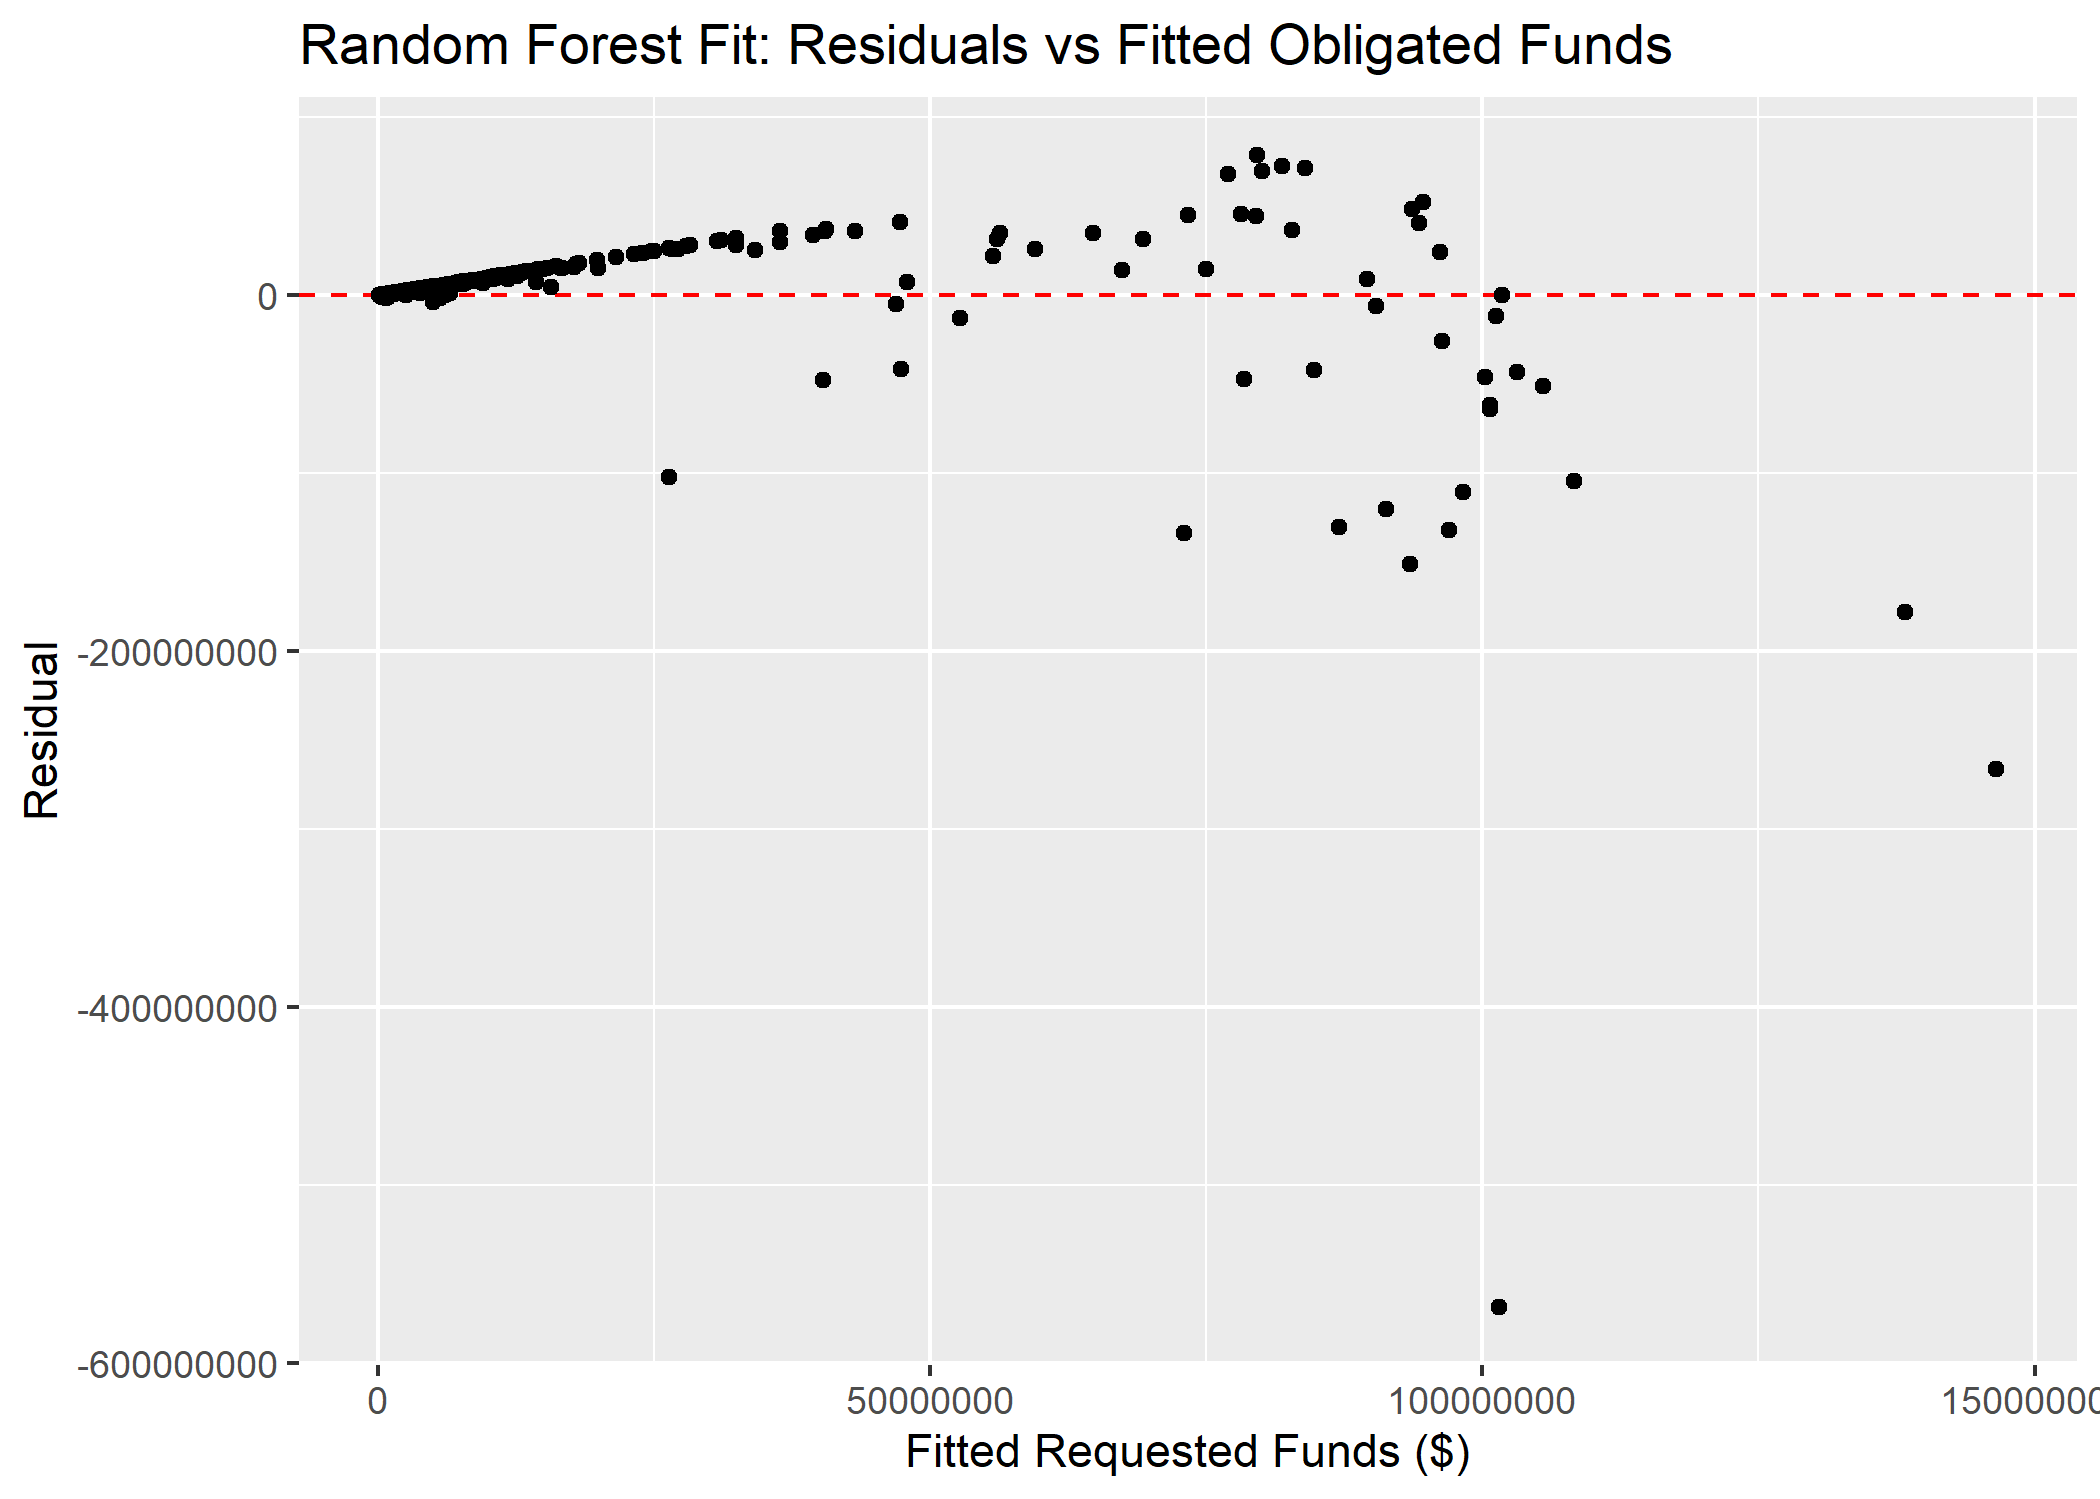 Random Forest Fit: Residuals vs Fitted Obligated Funds
Residual
0
-200000000
-400000000
-600000000
0 50000000 100000000 15000000
Fitted Requested Funds ($)